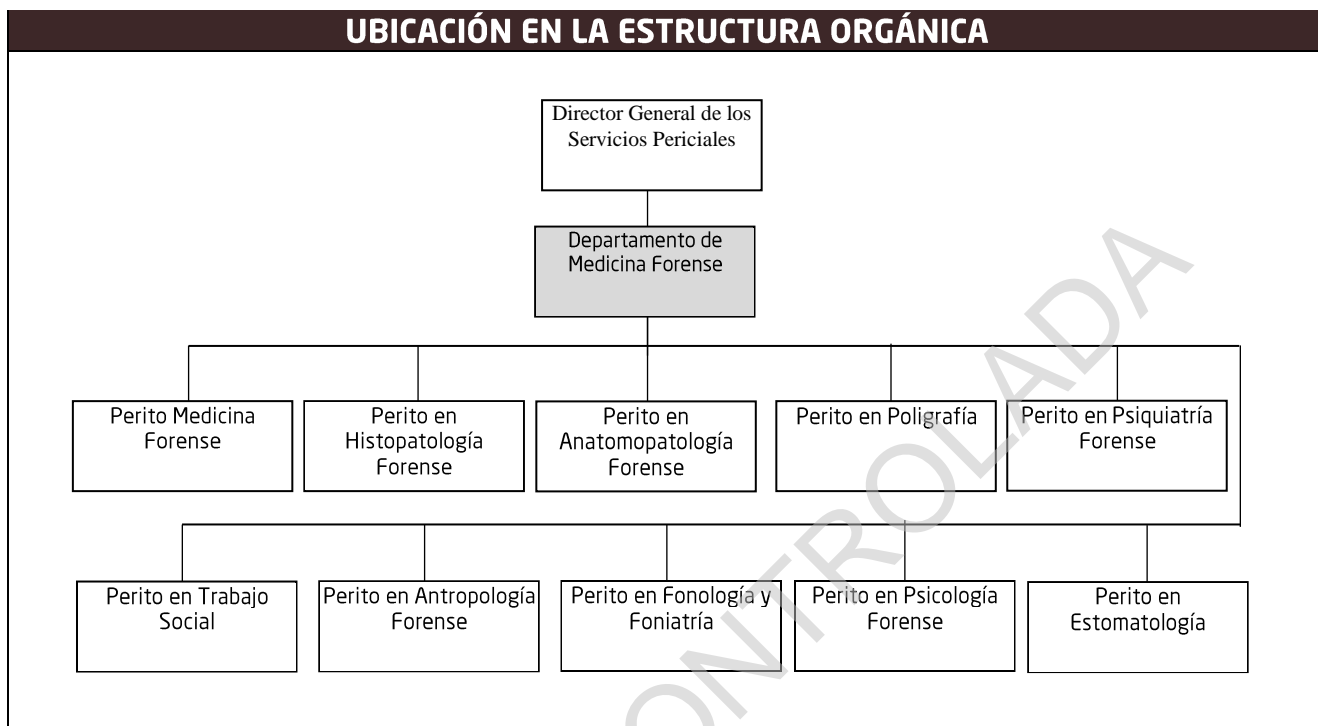 UBICACIÓN EN LA ESTRUCTURA ORGÁNICA
Director General de los
Servicios Periciales
Departamento de
Medicina Forense
Perito Medicina
Forense
Perito en
Histopatología
Forense
Perito en
Anatomopatología
Forense
Perito en Poligrafía
Perito en Psiquiatría
Forense
Perito en Trabajo
Social
Perito en Antropología
Forense
Perito en Fonología y
Foniatría
Perito en Psicología
Forense
Perito en
Estomatología
ONTROLADA